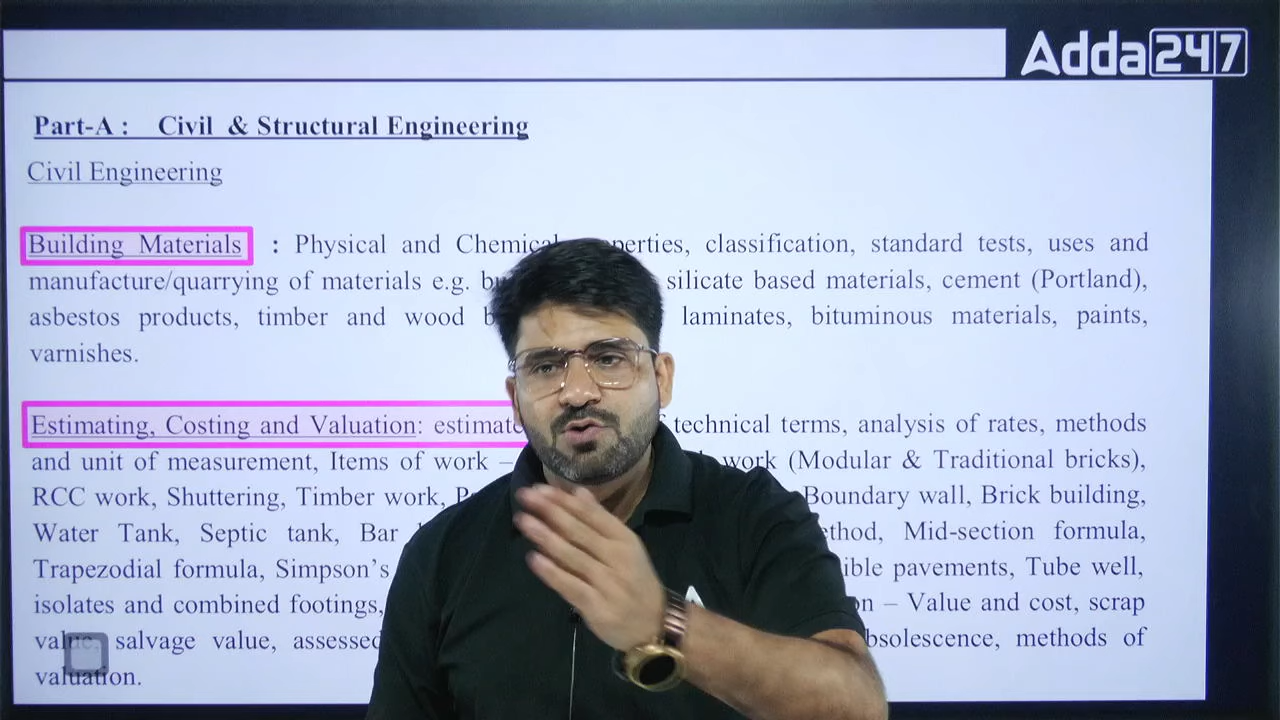 Adda247
Part-A : Civil & Structural Engineering
Civil Engineering
Building Materials : Physical and Chemical properties, classification, standard tests, uses and
manufacture/quarrying of materials e.g. silicate based materials, cement (Portland),
asbestos products, timber and wood laminates, bituminous materials, paints,
varnishes.
Estimating, Costing and Valuation: estimate technical terms, analysis of rates, methods
and unit of measurement, Items of work – work (Modular & Traditional bricks),
RCC work, Shuttering, Timber work, Boundary wall, Brick building,
Water Tank, Septic tank, Bar Mid-section formula,
Trapezodial formula, Simpson's pavements, Tube well,
isolates and combined footings, – Value and cost, scrap
value, salvage value, assessed obsolescence, methods of
valuation.